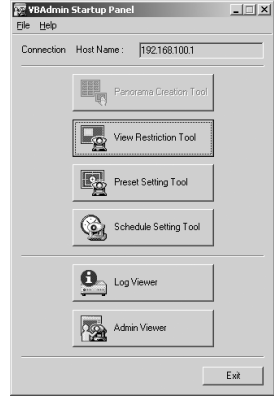 VBAdmin Startup Panel
File Help
Connection Host Name : 192.168.100.1
Panorama Creation Tool
View Restriction Tool
Preset Setting Tool
Schedule Setting Tool
Log Viewer
Admin Viewer
Exit